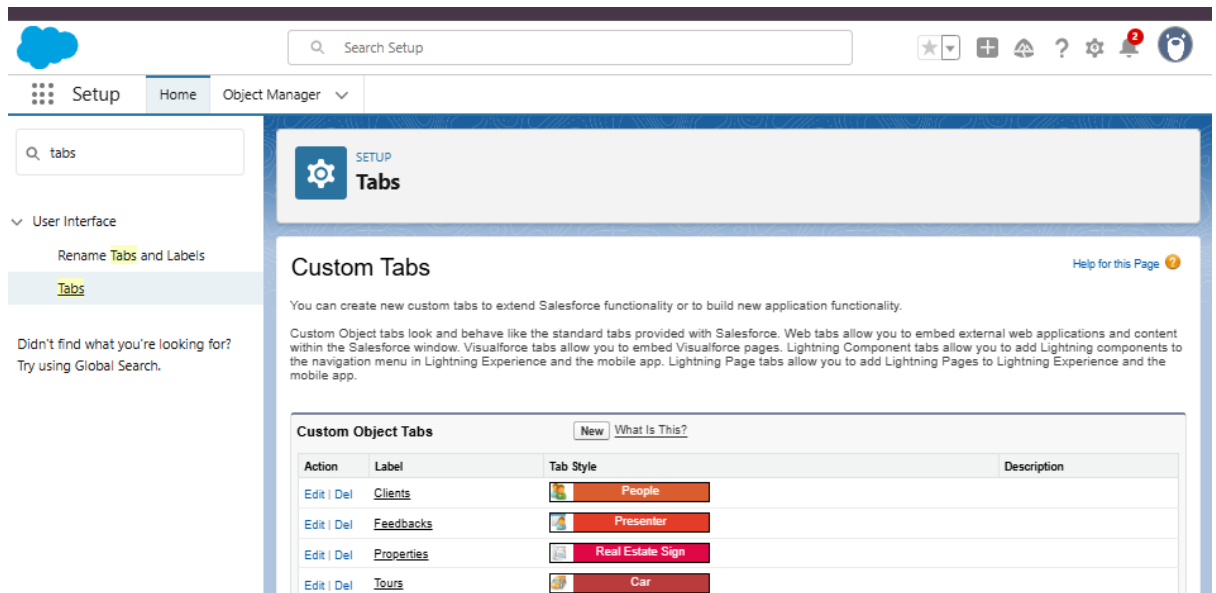 Search Setup
2
Setup
Home
Object Manager
tabs
SETUP
Tabs
User Interface
Rename Tabs and Labels
Tabs
Didn't find what you're looking for?
Try using Global Search.
Custom Tabs
Help for this Page
?
You can create new custom tabs to extend Salesforce functionality or to build new application functionality.
Custom Object tabs look and behave like the standard tabs provided with Salesforce. Web tabs allow you to embed external web applications and content
within the Salesforce window. Visualforce tabs allow you to embed Visualforce pages. Lightning Component tabs allow you to add Lightning components to
the navigation menu in Lightning Experience and the mobile app. Lightning Page tabs allow you to add Lightning Pages to Lightning Experience and the
mobile app.
Custom Object Tabs New What Is This?
Action Label Tab Style Description
Edit | Del Clients People
Edit | Del Feedbacks Presenter
Edit | Del Properties Real Estate Sign
Edit | Del Tours Car